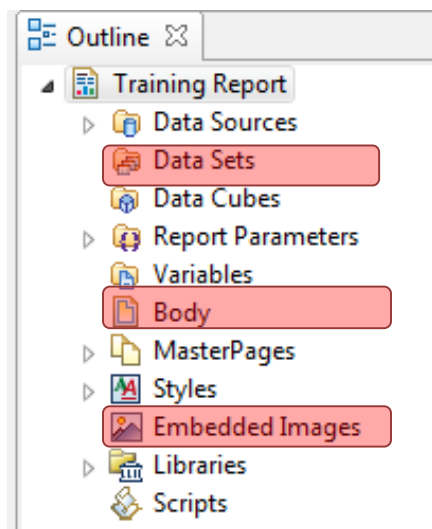 Outline
Training Report
Data Sources
Data Sets
Data Cubes
Report Parameters
Variables
Body
MasterPages
Styles
Embedded Images
Libraries
Scripts